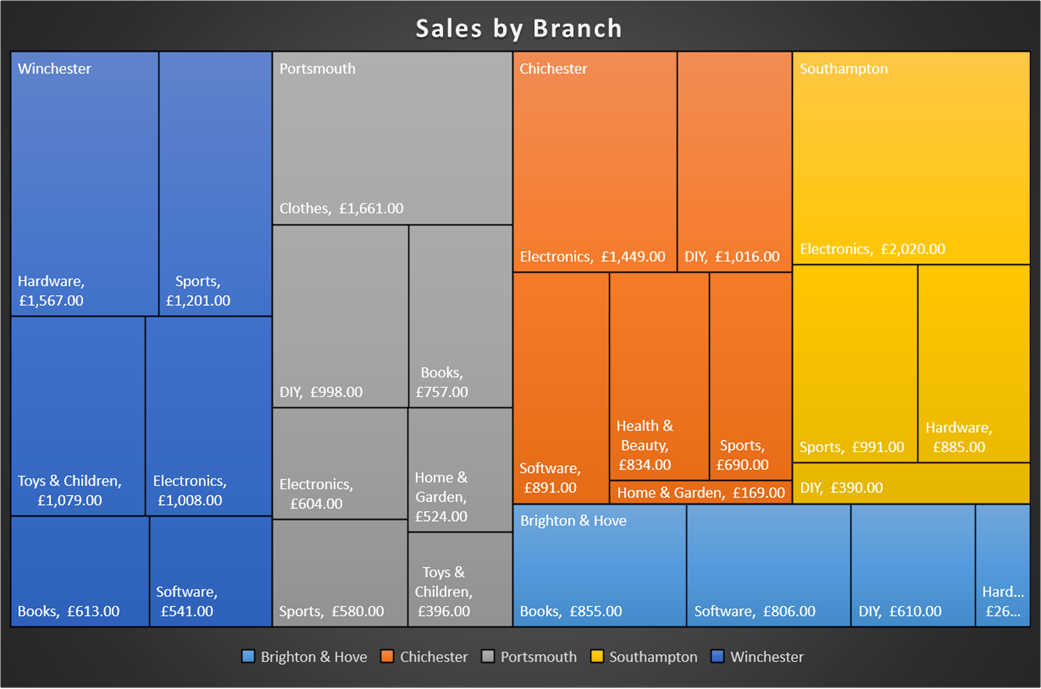 Sales by Branch
Winchester
Hardware,
£1,567.00
Sports,
£1,201.00
Toys & Children,
£1,079.00
Electronics,
£1,008.00
Books, £613.00
Software,
£541.00
Portsmouth
Clothes, £1,661.00
DIY, £998.00
Books,
£757.00
Electronics,
£604.00
Home &
Garden,
£524.00
Sports, £580.00
Toys &
Children,
£396.00
Chichester
Electronics, £1,449.00
DIY, £1,016.00
Software,
£891.00
Health &
Beauty,
£834.00
Sports,
£690.00
Home & Garden, £169.00
Southampton
Electronics, £2,020.00
Sports, £991.00
Hardware,
£885.00
DIY, £390.00
Brighton & Hove
Books, £855.00
Software, £806.00
DIY, £610.00
Hard...
£26...
Brighton & Hove
Chichester
Portsmouth
Southampton
Winchester